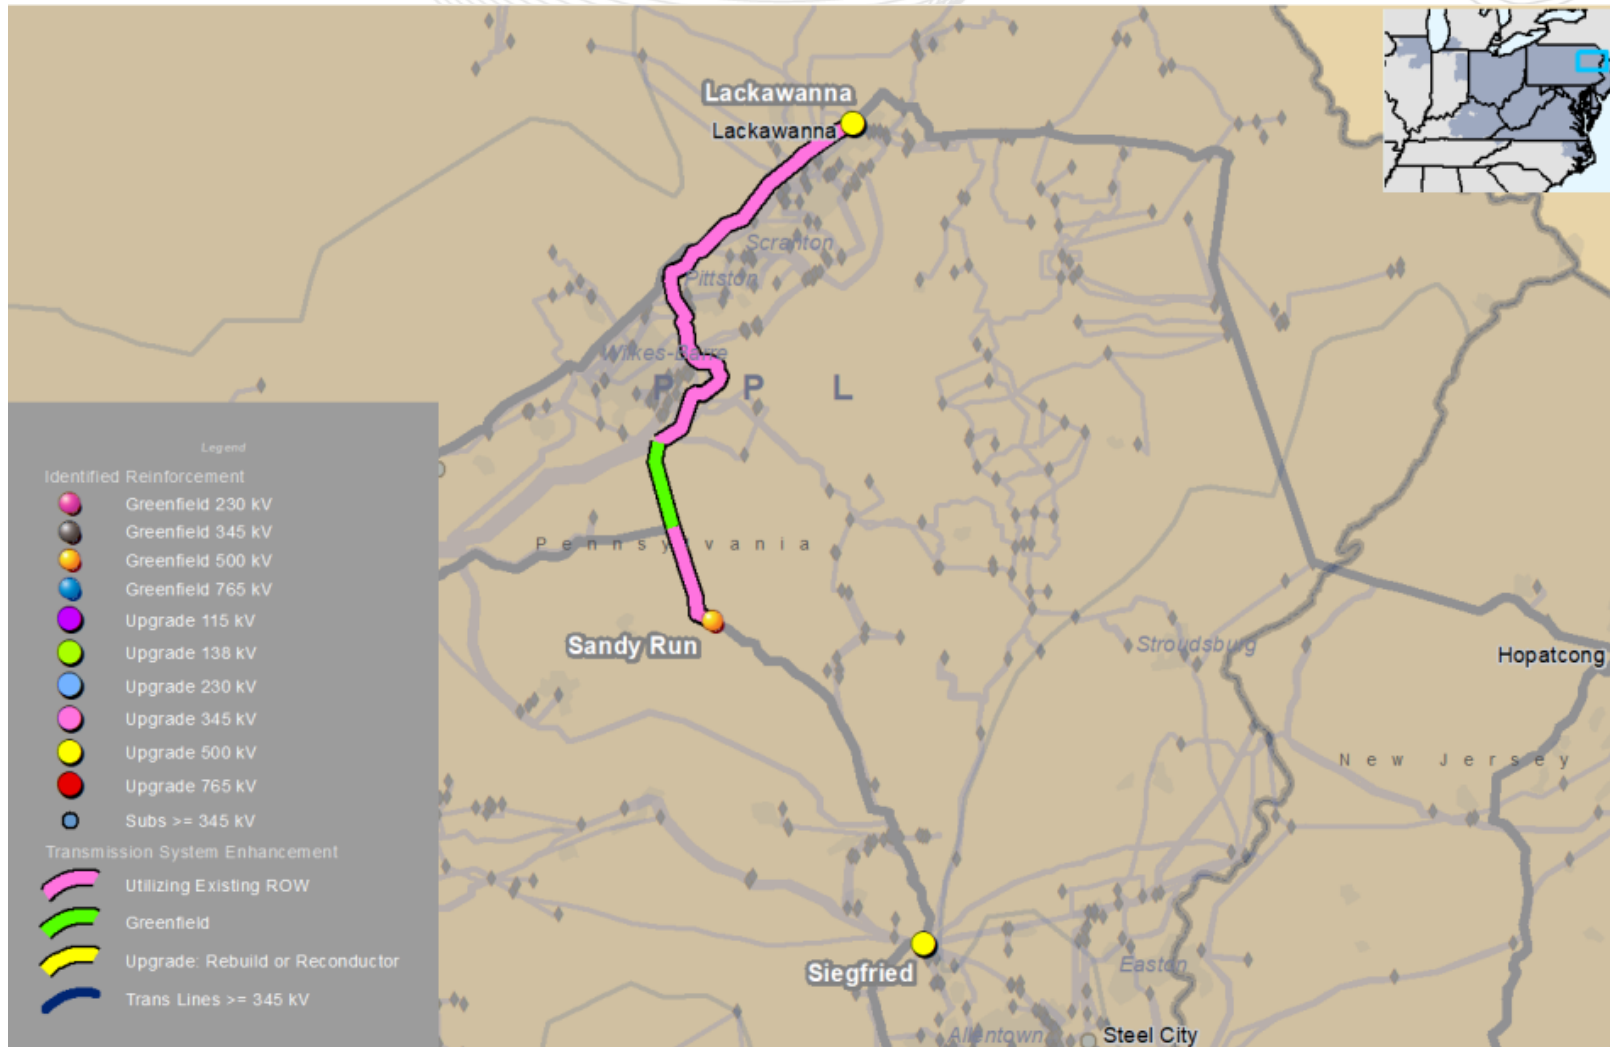 Lackawanna
Lackawanna
Scranton
Pittston
Wilkes-Barre
P P L
Legend
Identified Reinforcement
Greenfield 230 kV
Greenfield 345 kV
Greenfield 500 kV
Greenfield 765 kV
Upgrade 115 kV
Upgrade 138 kV
Upgrade 230 kV
Upgrade 345 kV
Upgrade 500 kV
Upgrade 765 kV
Subs >= 345 kV
Transmission System Enhancement
Utilizing Existing ROW
Greenfield
Upgrade: Rebuild or Reconductor
Trans Lines >= 345 kV
Pennsylvania
Sandy Run
Stroudsburg
Hopatcong
New Jersey
Siegfried
Easton
Allentown
Steel City